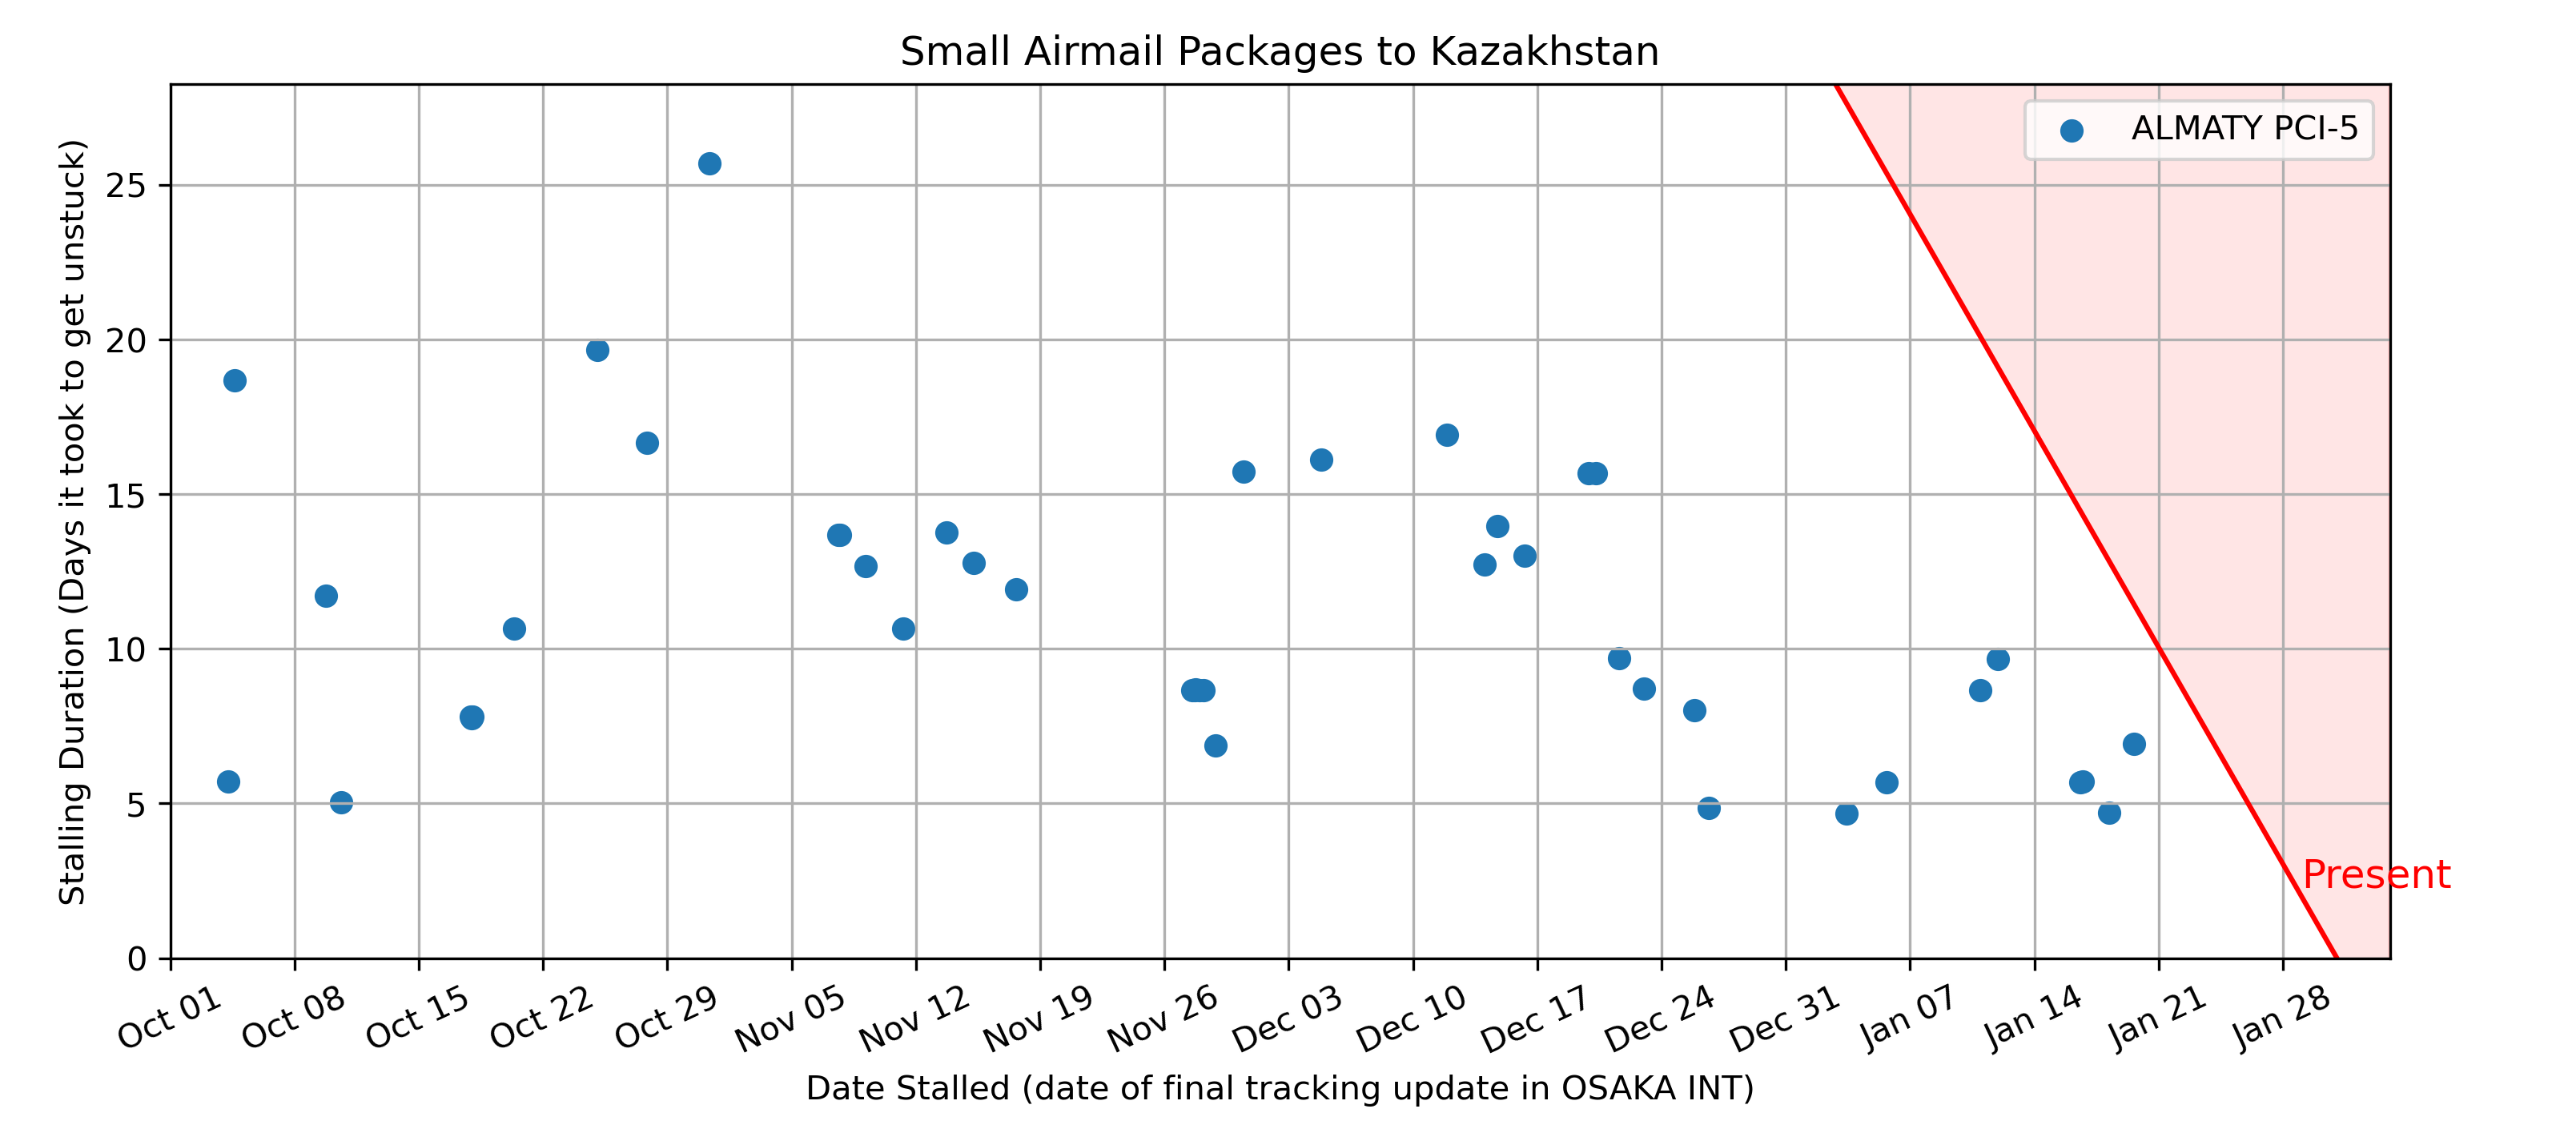 Small Airmail Packages to Kazakhstan
ALMATY PCI-5
Stalling Duration (Days it took to get unstuck)
25
20
15
10
5
0
Present
Oct 01
Oct 08
Oct 15
Oct 22
Oct 29
Nov 05
Nov 12
Nov 19
Nov 26
Dec 03
Dec 10
Dec 17
Dec 24
Dec 31
Jan 07
Jan 14
Jan 21
Jan 28
Date Stalled (date of final tracking update in OSAKA INT)